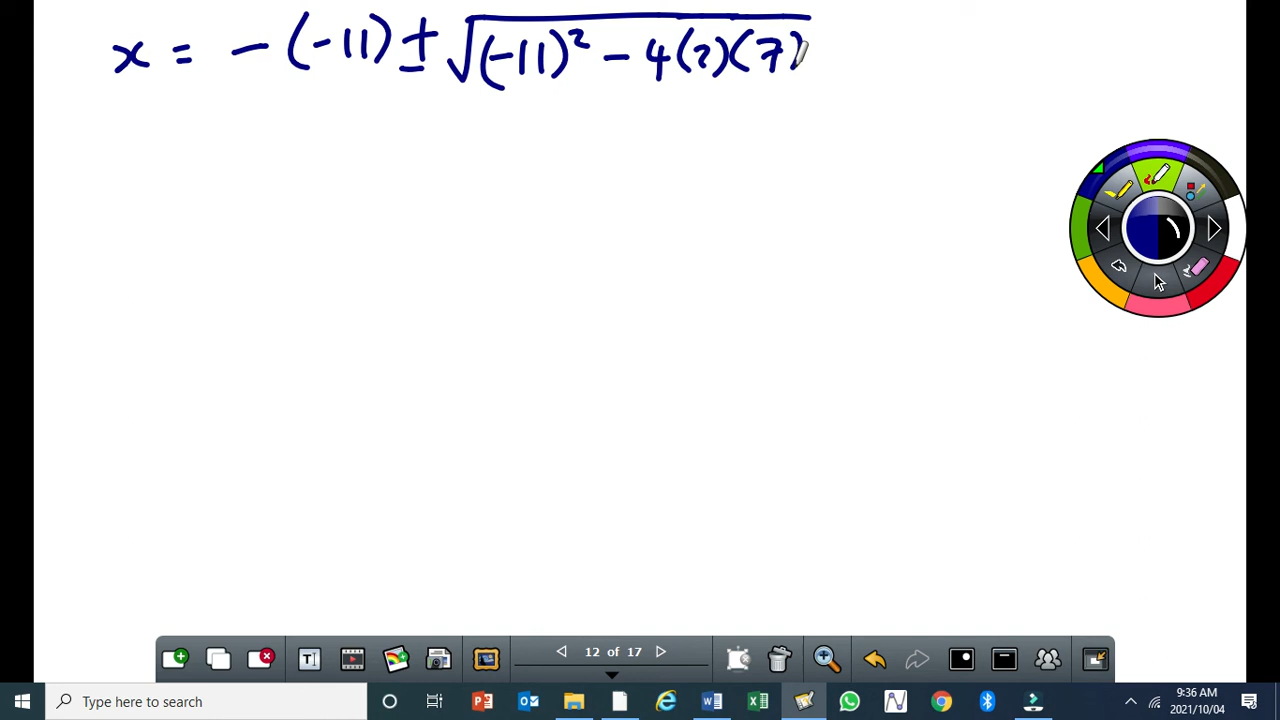 x = - (-11) ± √(-11)² - 4(2)(7)
12 of 17
Type here to search
9:36 AM
2021/10/04